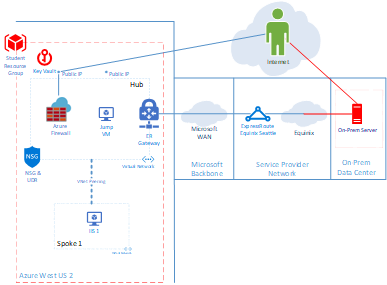 Student
Resource
Group
Key Vault
Public IP
Public IP
Internet
Hub
Azure
Firewall
Jump
VM
ER
Gateway
Microsoft
WAN
ExpressRoute
Equinix Seattle
Equinix
On-Prem Server
NSG
NSG &
UDR
Virtual Network
Microsoft
Backbone
Service Provider
Network
On-Prem
Data Center
VNET Peering
Spoke 1
Azure West US 2